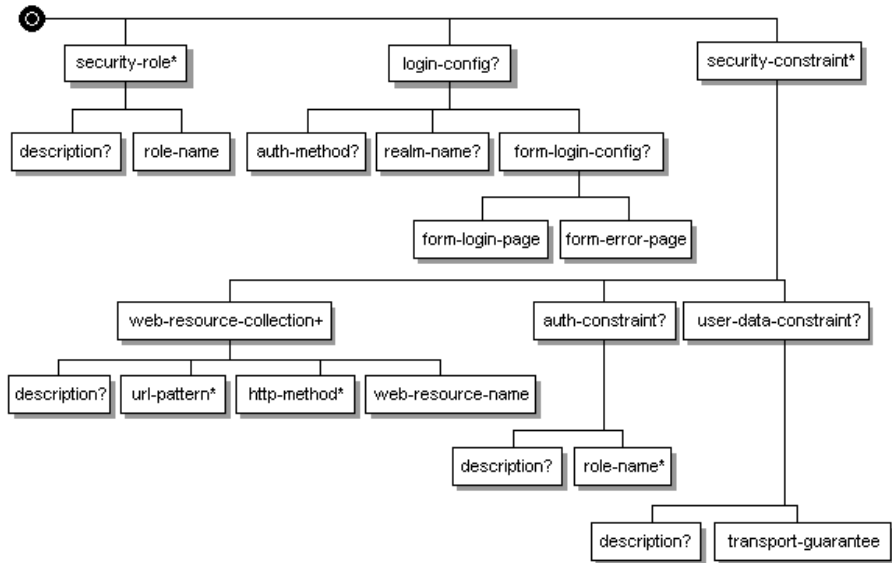 security-role*
login-config?
security-constraint*
description?
role-name
auth-method?
realm-name?
form-login-config?
form-login-page
form-error-page
web-resource-collection+
auth-constraint?
user-data-constraint?
description?
url-pattern*
http-method*
web-resource-name
description?
role-name*
description?
transport-guarantee